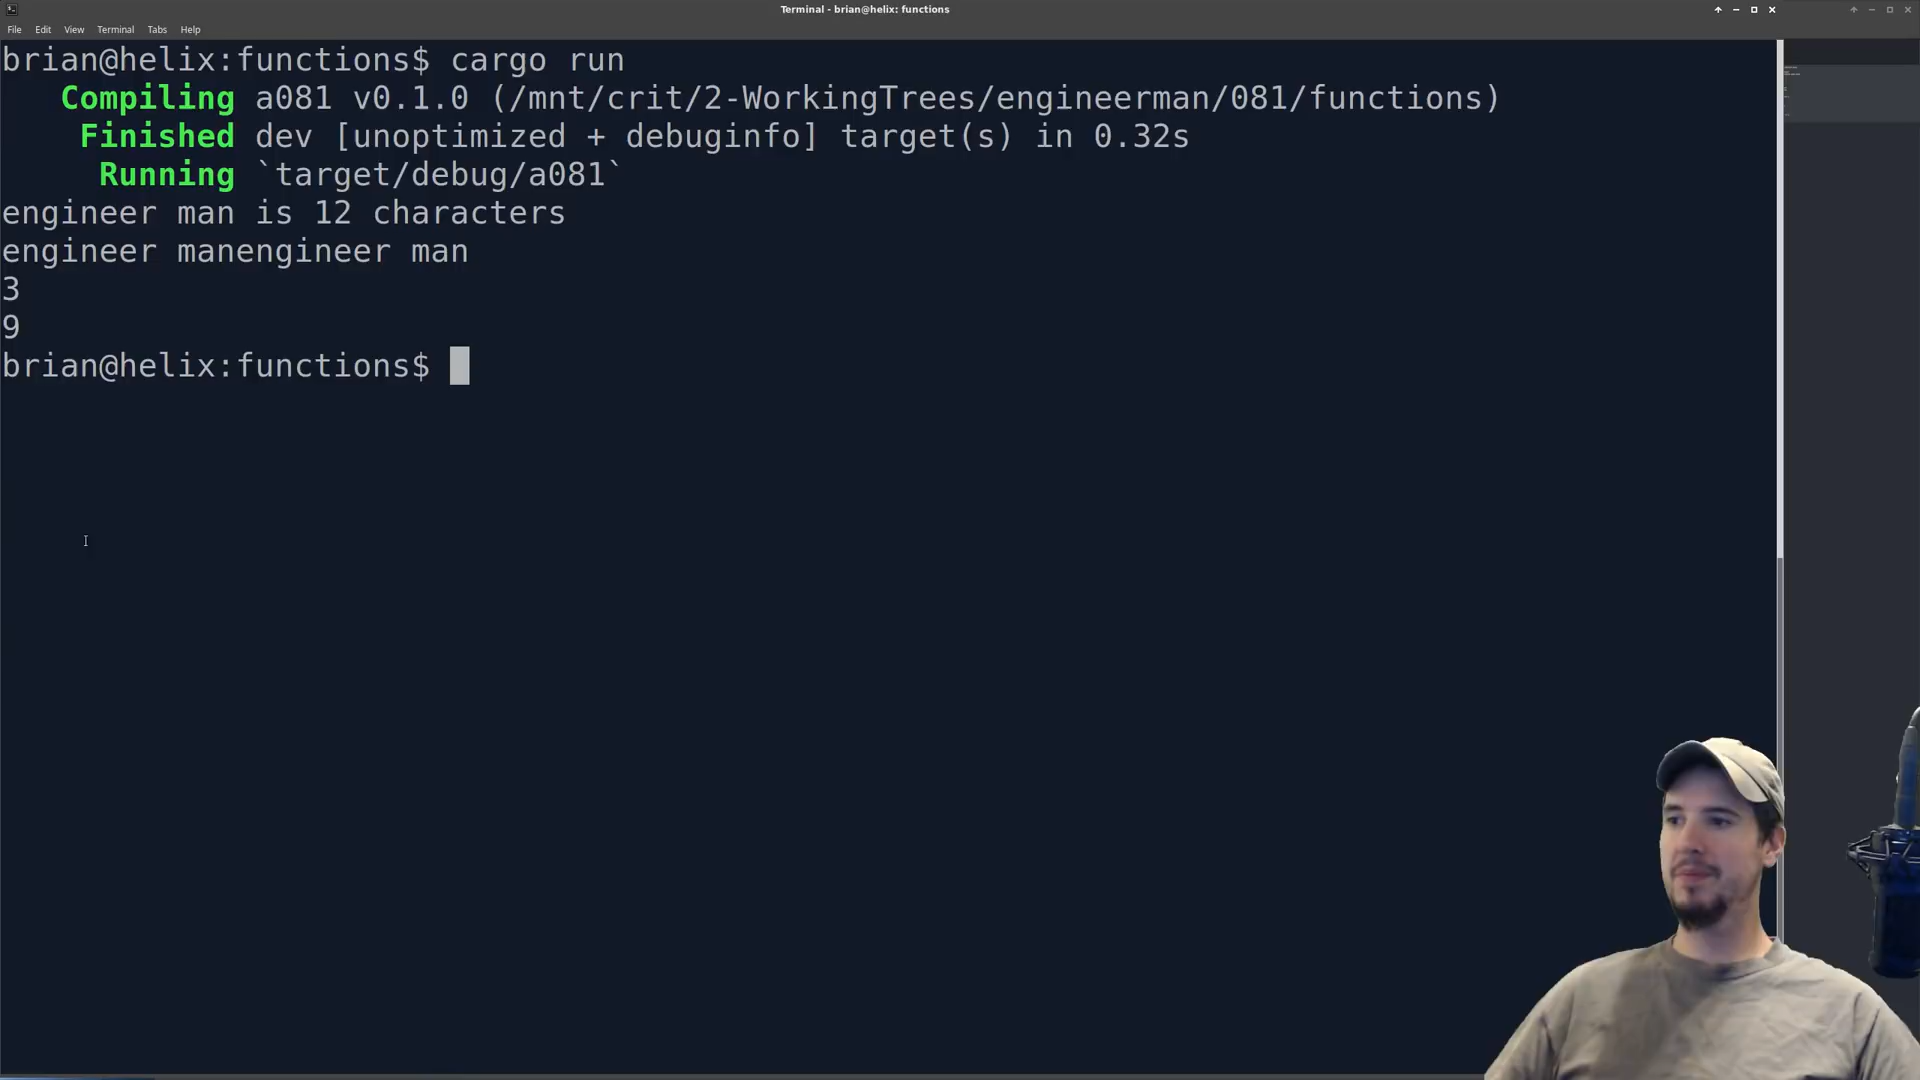 Terminal - brian@helix: functions
File Edit View Terminal Tabs Help
brian@helix:functions$ cargo run
Compiling a081 v0.1.0 (/mnt/crit/2-WorkingTrees/engineerman/081/functions)
Finished dev [unoptimized + debuginfo] target(s) in 0.32s
Running `target/debug/a081`
engineer man is 12 characters
engineer manengineer man
3
9
brian@helix:functions$